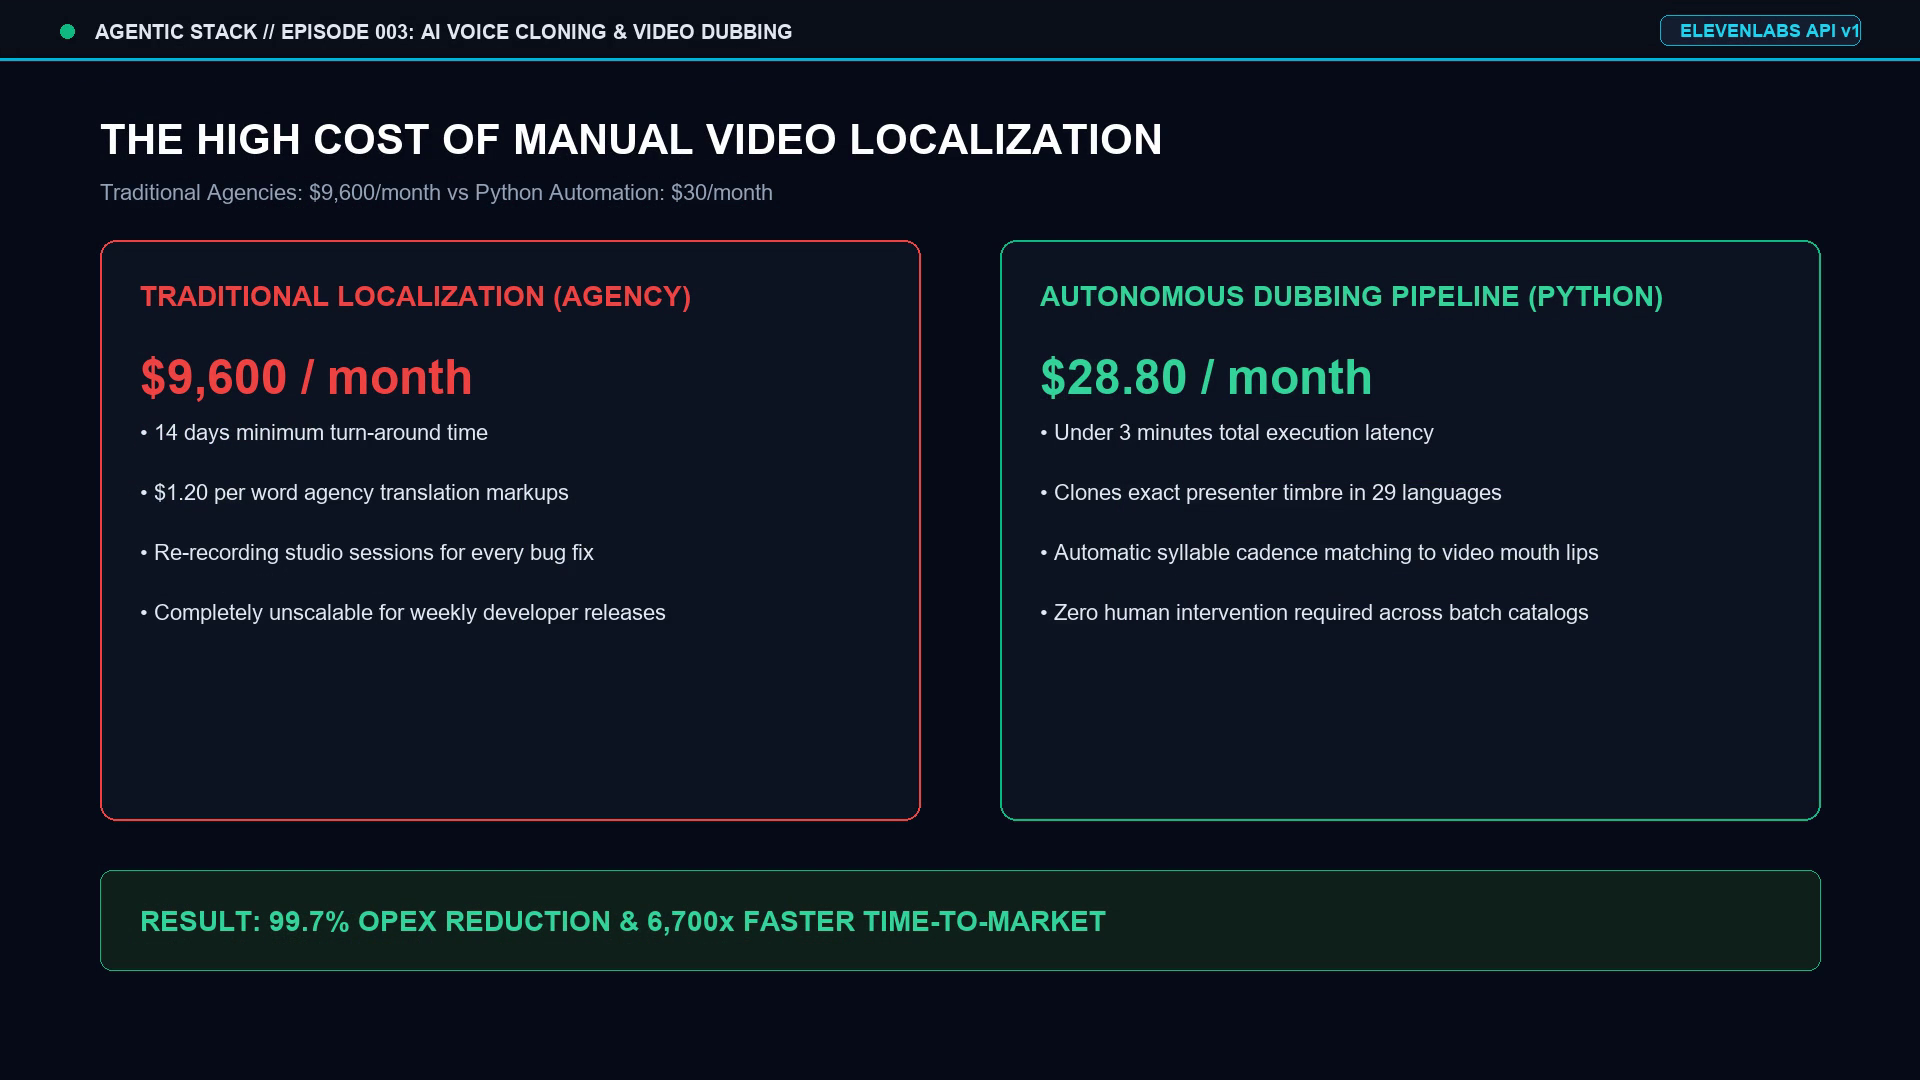 AGENTIC STACK // EPISODE 003: AI VOICE CLONING & VIDEO DUBBING
ELEVENLABS API v1
THE HIGH COST OF MANUAL VIDEO LOCALIZATION
Traditional Agencies: $9,600/month vs Python Automation: $30/month
TRADITIONAL LOCALIZATION (AGENCY)
$9,600 / month
• 14 days minimum turn-around time
• $1.20 per word agency translation markups
• Re-recording studio sessions for every bug fix
• Completely unscalable for weekly developer releases
AUTONOMOUS DUBBING PIPELINE (PYTHON)
$28.80 / month
• Under 3 minutes total execution latency
• Clones exact presenter timbre in 29 languages
• Automatic syllable cadence matching to video mouth lips
• Zero human intervention required across batch catalogs
RESULT: 99.7% OPEX REDUCTION & 6,700x FASTER TIME-TO-MARKET